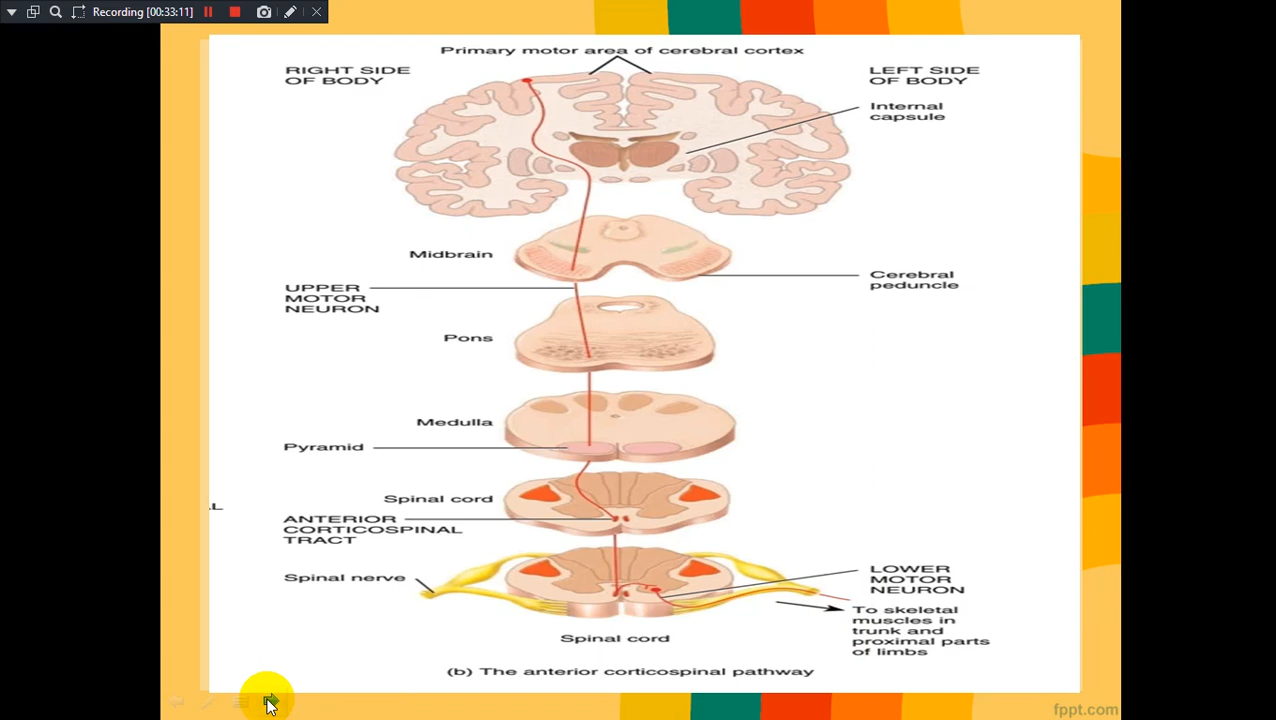 Recording [00:33:11]
Primary motor area of cerebral cortex
RIGHT SIDE
OF BODY
LEFT SIDE
OF BODY
Internal
capsule
Midbrain
Cerebral
peduncle
UPPER
MOTOR
NEURON
Pons
Medulla
Pyramid
Spinal cord
L
ANTERIOR
CORTICOSPINAL
TRACT
Spinal nerve
LOWER
MOTOR
NEURON
To skeletal
muscles in
trunk and
proximal parts
of limbs
Spinal cord
(b) The anterior corticospinal pathway
fppt.com